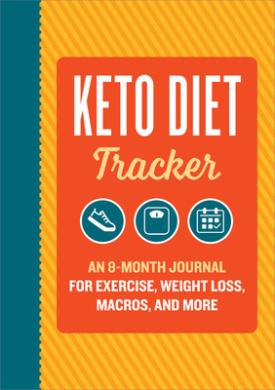 KETO DIET
Tracker
AN 8-MONTH JOURNAL
FOR EXERCISE, WEIGHT LOSS,
MACROS, AND MORE